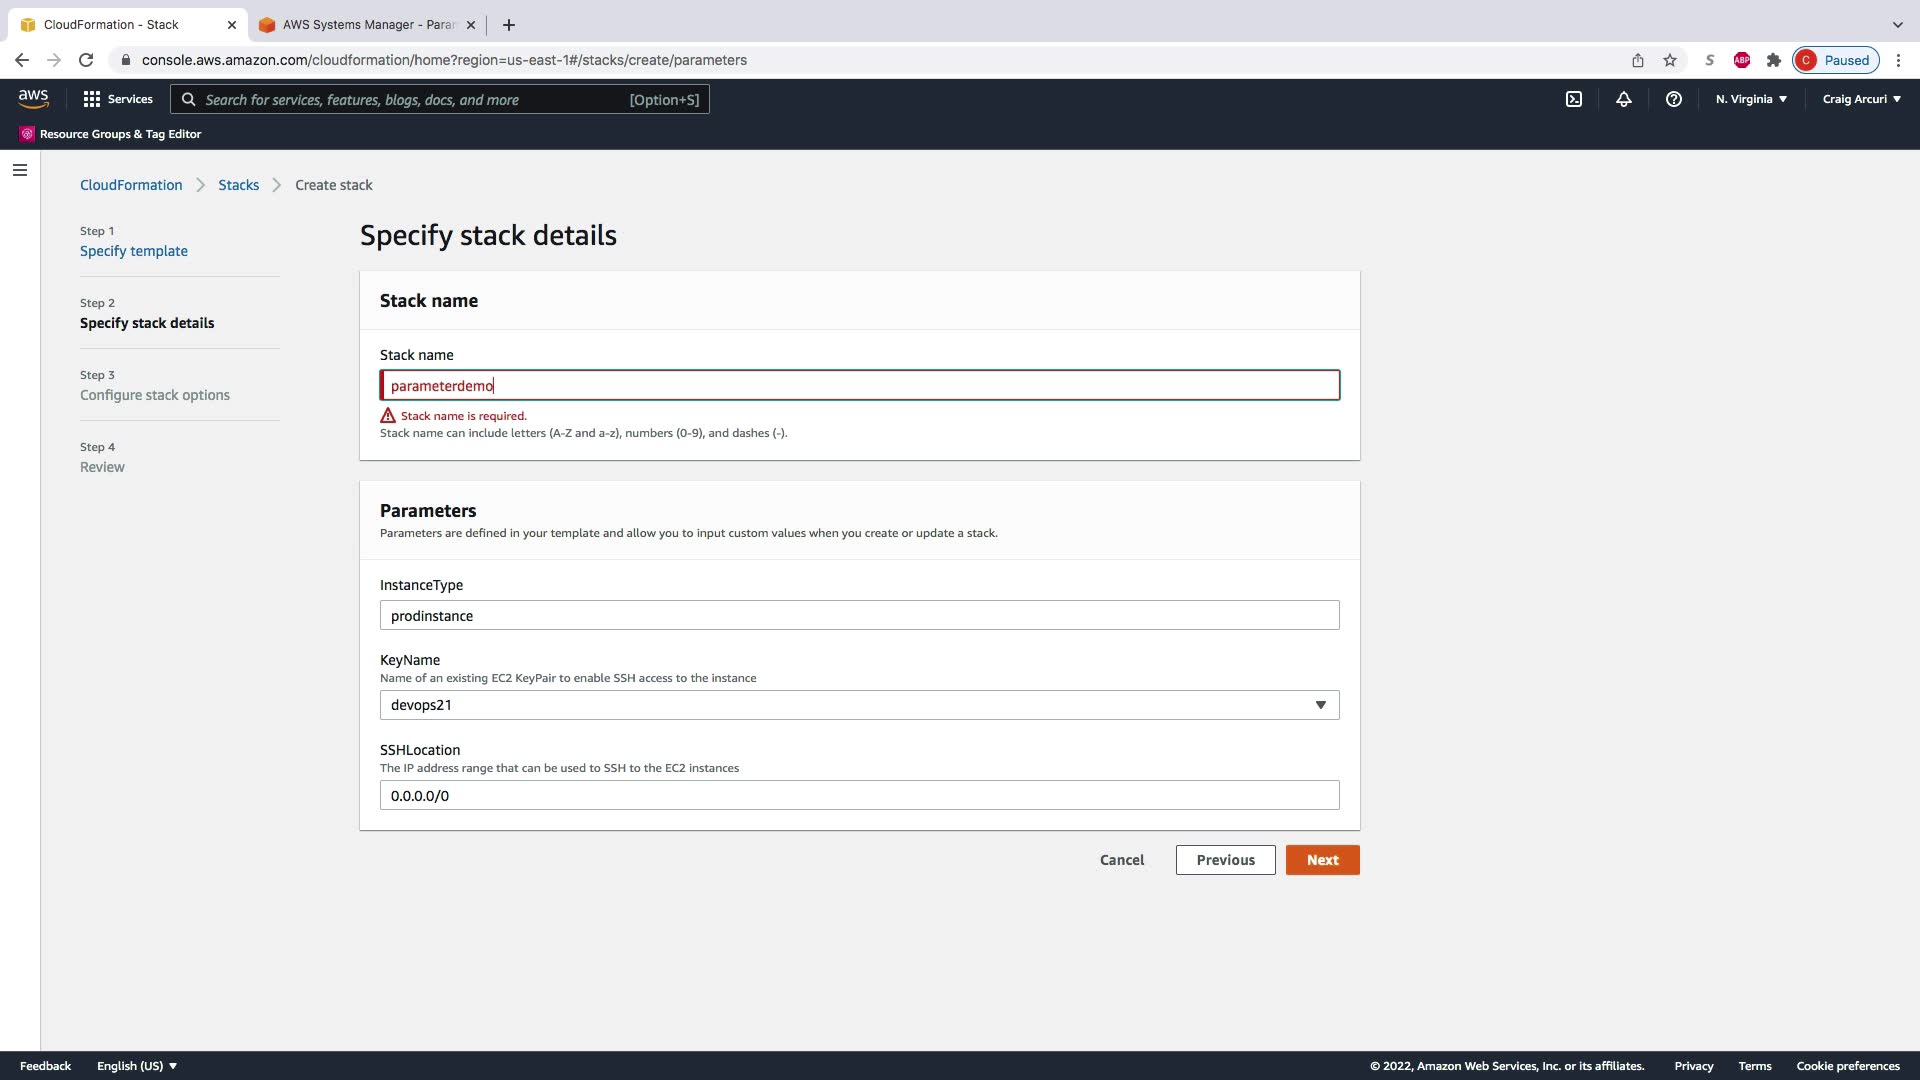 CloudFormation - Stack
AWS Systems Manager - Param
console.aws.amazon.com/cloudformation/home?region=us-east-1#/stacks/create/parameters
S
ABP
C Paused
aws
Services
Search for services, features, blogs, docs, and more [Option+S]
N. Virginia
Craig Arcuri
Resource Groups & Tag Editor
CloudFormation
Stacks
Create stack
Step 1
Specify template
Step 2
Specify stack details
Step 3
Configure stack options
Step 4
Review
Specify stack details
Stack name
Stack name
parameterdemo
Stack name is required.
Stack name can include letters (A-Z and a-z), numbers (0-9), and dashes (-).
Parameters
Parameters are defined in your template and allow you to input custom values when you create or update a stack.
InstanceType
prodinstance
KeyName
Name of an existing EC2 KeyPair to enable SSH access to the instance
devops21
SSHLocation
The IP address range that can be used to SSH to the EC2 instances
0.0.0.0/0
Cancel
Previous
Next
Feedback
English (US)
© 2022, Amazon Web Services, Inc. or its affiliates.
Privacy
Terms
Cookie preferences